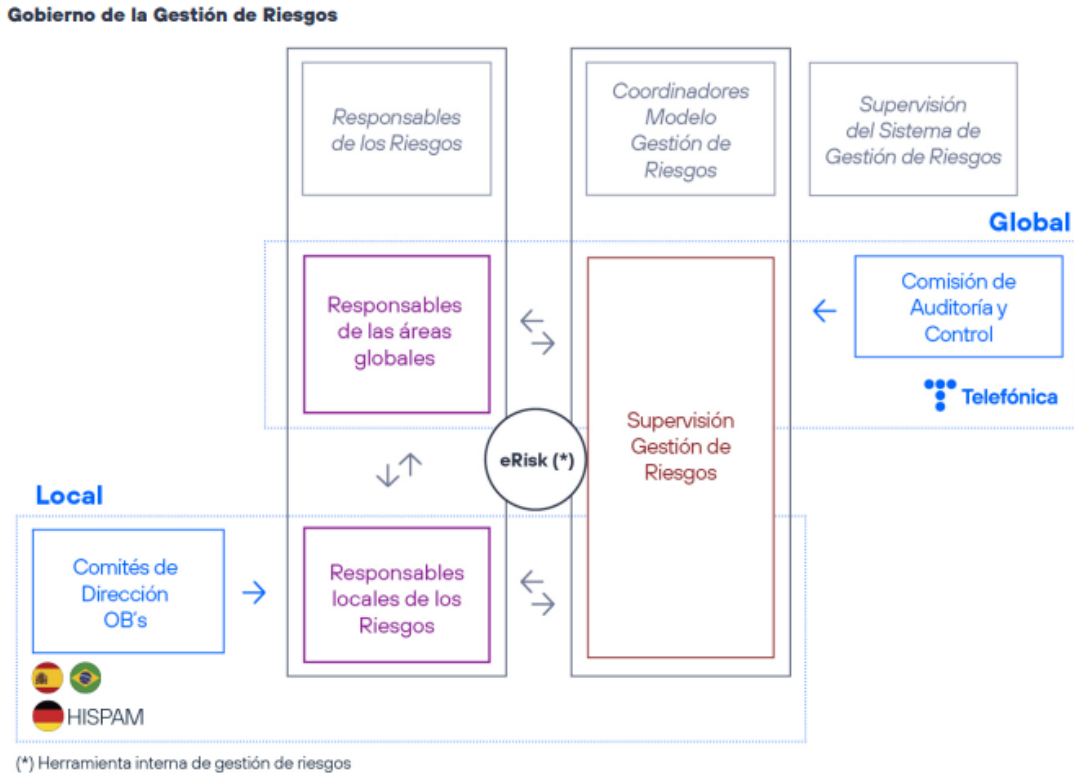 Gobierno de la Gestión de Riesgos
Responsables
de los Riesgos
Coordinadores
Modelo
Gestión de
Riesgos
Supervisión
del Sistema de
Gestión de Riesgos
Global
Responsables
de las áreas
globales
Comisión de
Auditoría y
Control
Telefónica
Supervisión
Gestión de
Riesgos
eRisk (*)
Local
Comités de
Dirección
OB´s
Responsables
locales de los
Riesgos
HISPAM
(*) Herramienta interna de gestión de riesgos